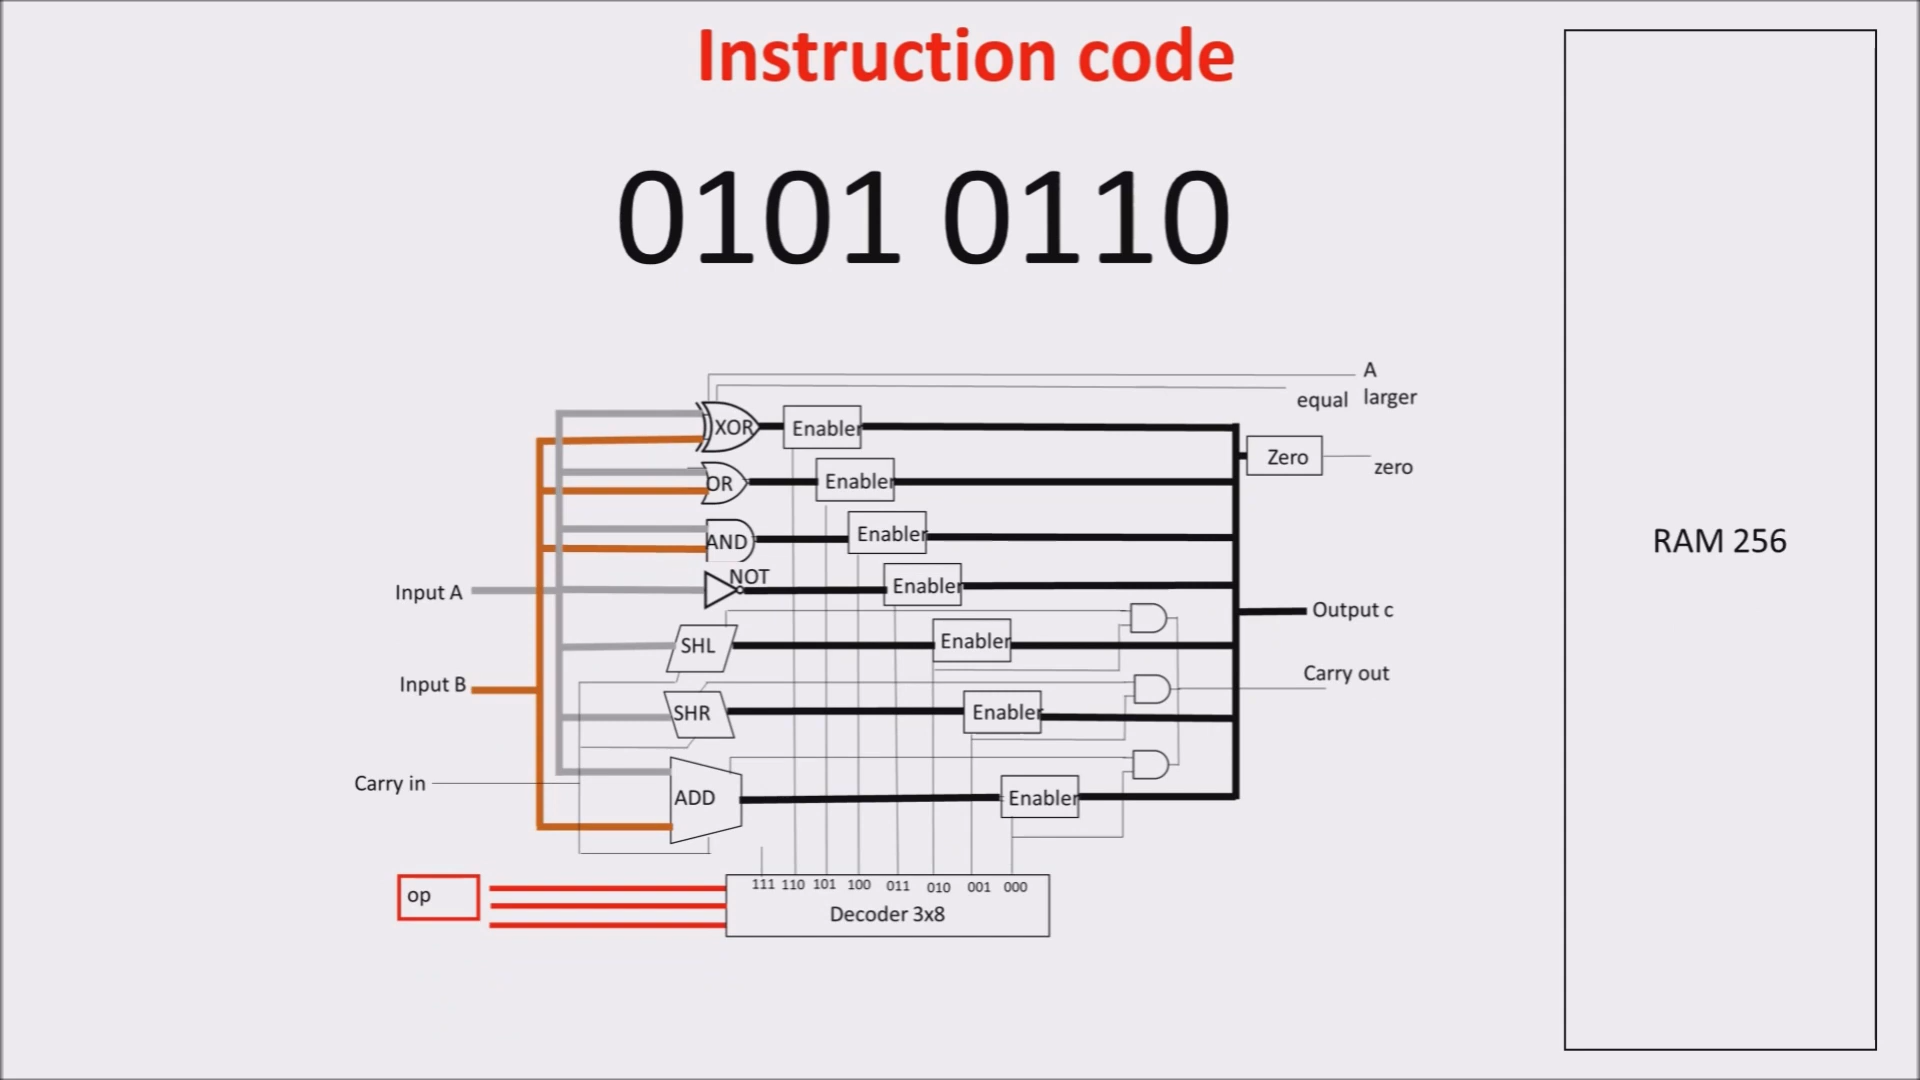 Instruction code
0101 0110
A
equal larger
XOR Enabler
Zero zero
OR Enabler
AND Enabler
RAM 256
NOT
Input A Enabler
Output c
SHL Enabler
Carry out
Input B
SHR Enabler
Carry in
ADD Enabler
111 110 101 100 011 010 001 000
op
Decoder 3x8